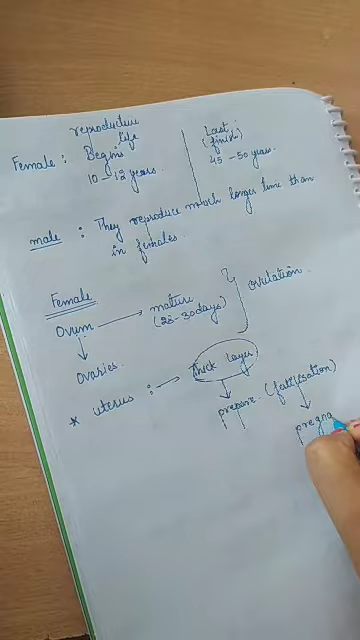 reproductive life
Female : Begins Last (finish)
10 - 12 years. 45 - 50 years.
male : They reproduce much longer time than
in females.
Female
Ovum → mature (28 - 30 days) } ovulation.
↓
Ovaries.
* uterus : → thick layer.
↓
prepare. (fertilisation)
↓
pregna